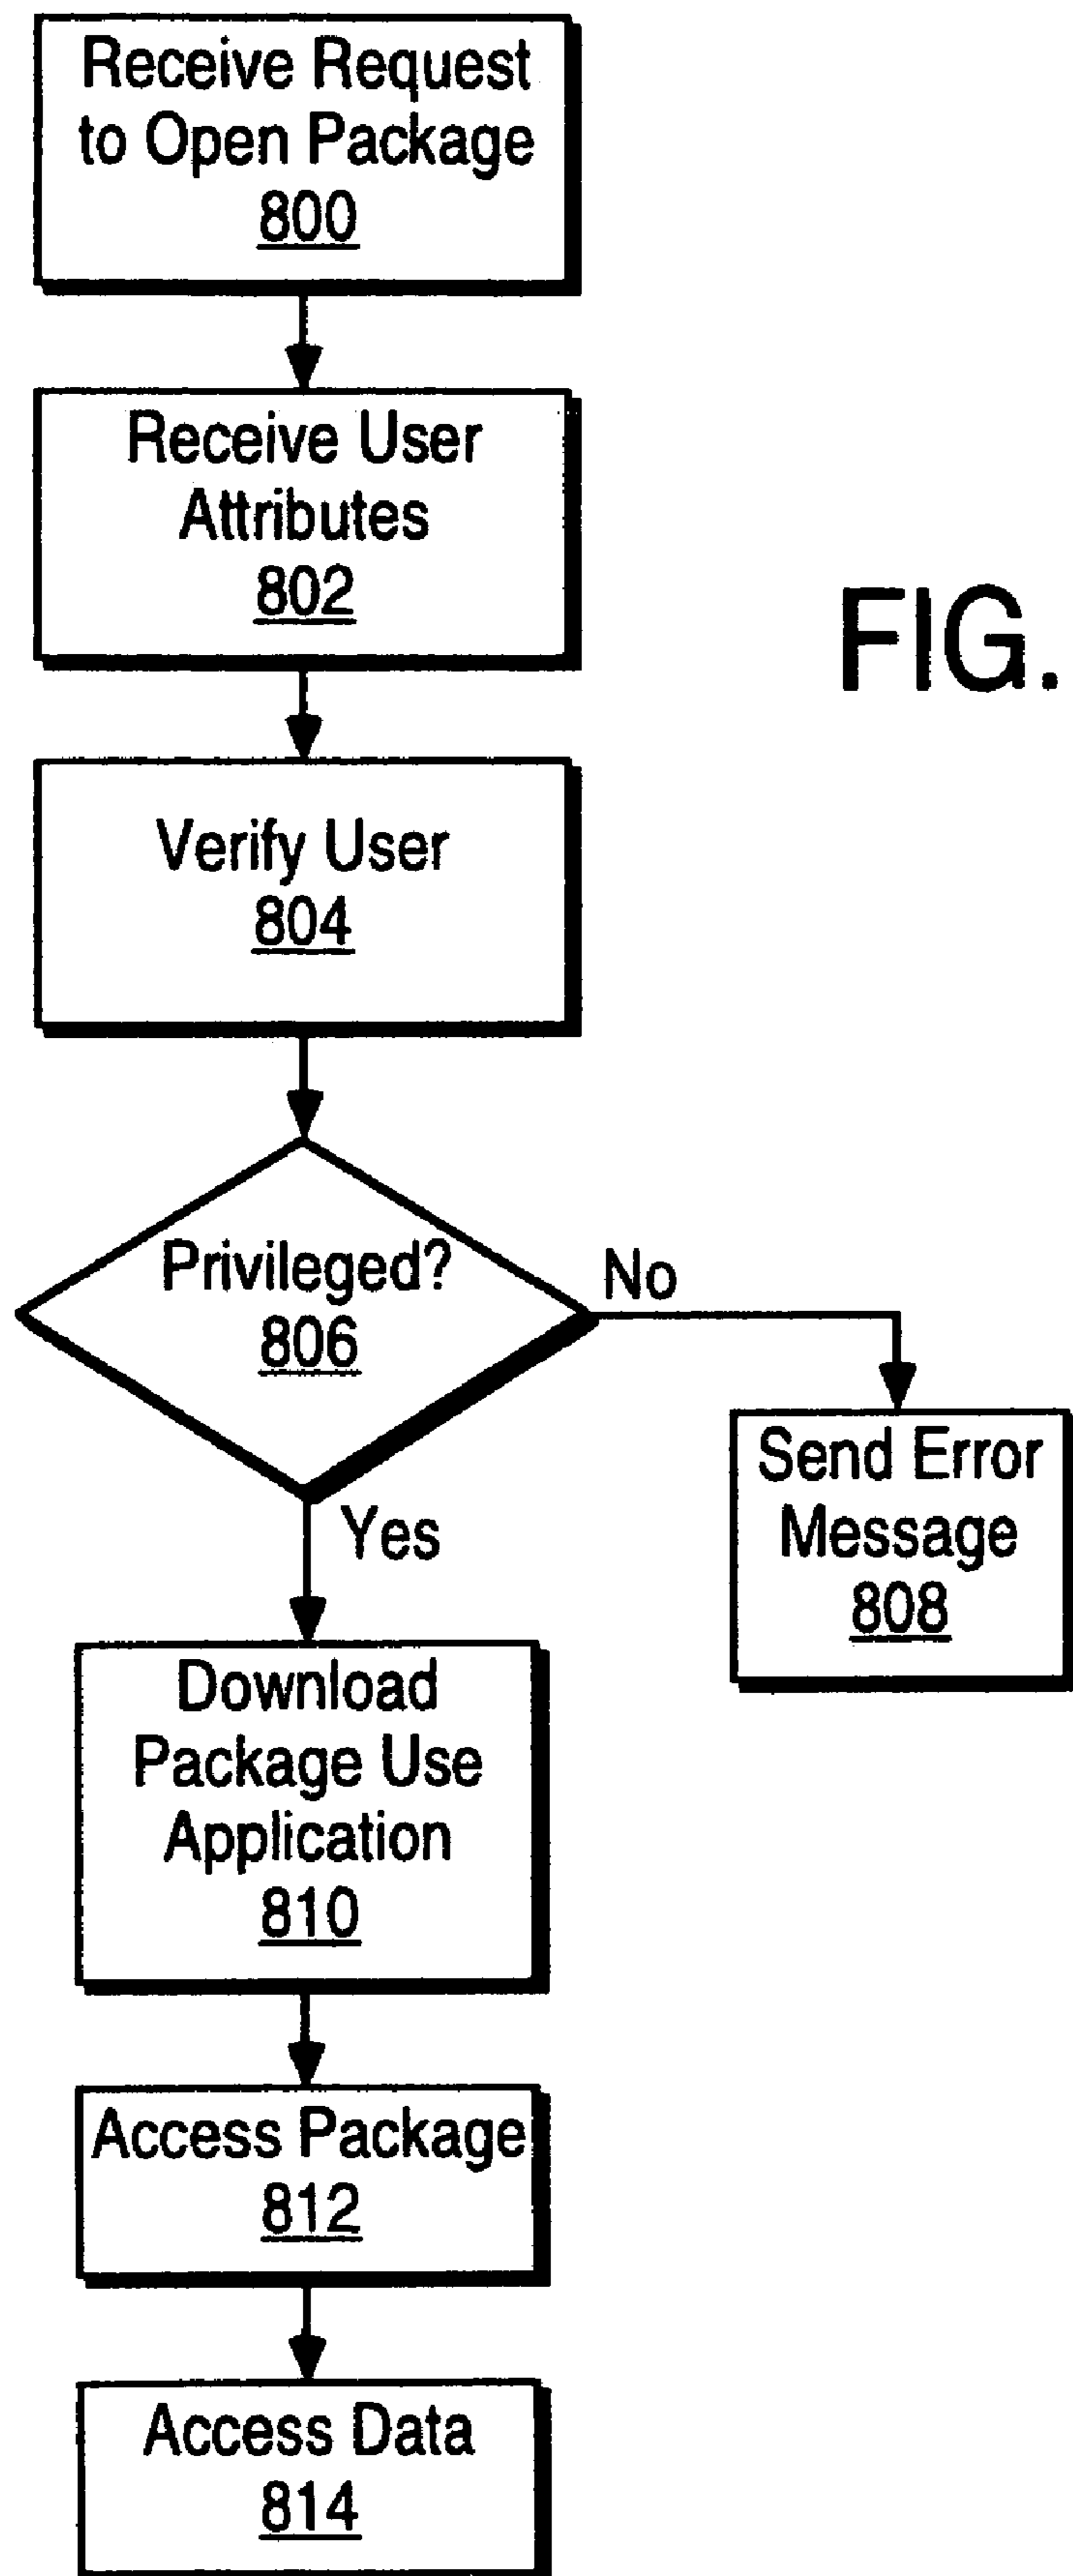 Receive Request
to Open Package
800
Receive User
Attributes
802
FIG.
Verify User
804
Privileged?
806
No
Yes
Send Error
Message
808
Download
Package Use
Application
810
Access Package
812
Access Data
814